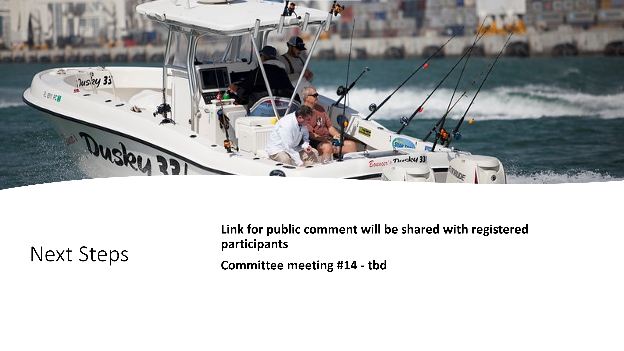 Dusky 33
Dusky 33
Dusky 33
Next Steps
Link for public comment will be shared with registered
participants
Committee meeting #14 - tbd